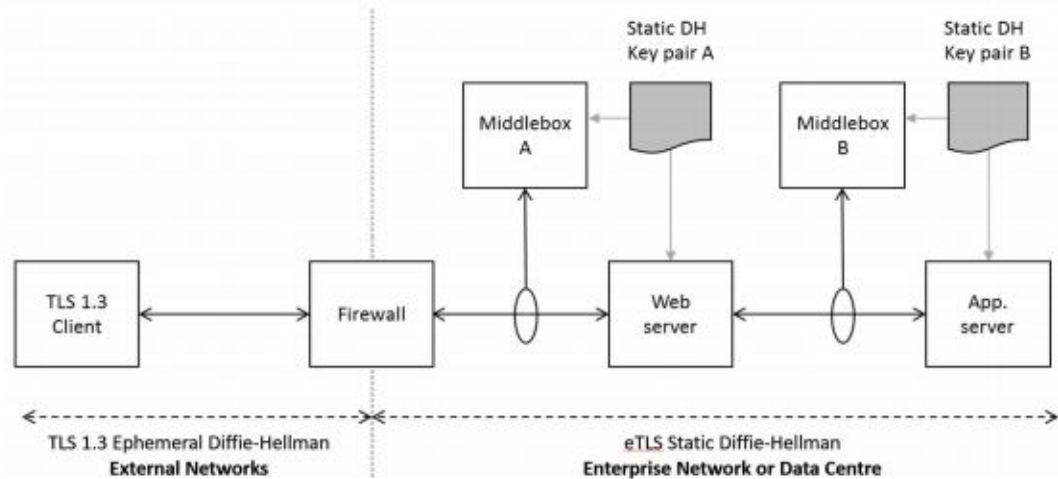 Static DH
Key pair A
Static DH
Key pair B
Middlebox
A
Middlebox
B
TLS 1.3
Client
Firewall
Web
server
App.
server
TLS 1.3 Ephemeral Diffie-Hellman
External Networks
eTLS Static Diffie-Hellman
Enterprise Network or Data Centre